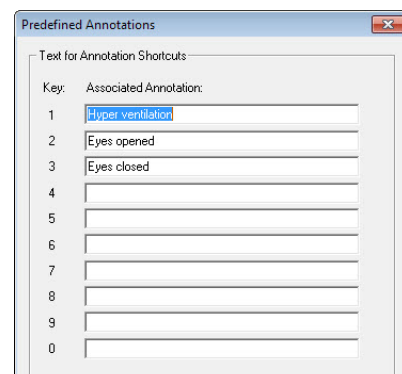 Predefined Annotations
Text for Annotation Shortcuts
Key: Associated Annotation:
1 Hyper ventilation
2 Eyes opened
3 Eyes closed
4
5
6
7
8
9
0